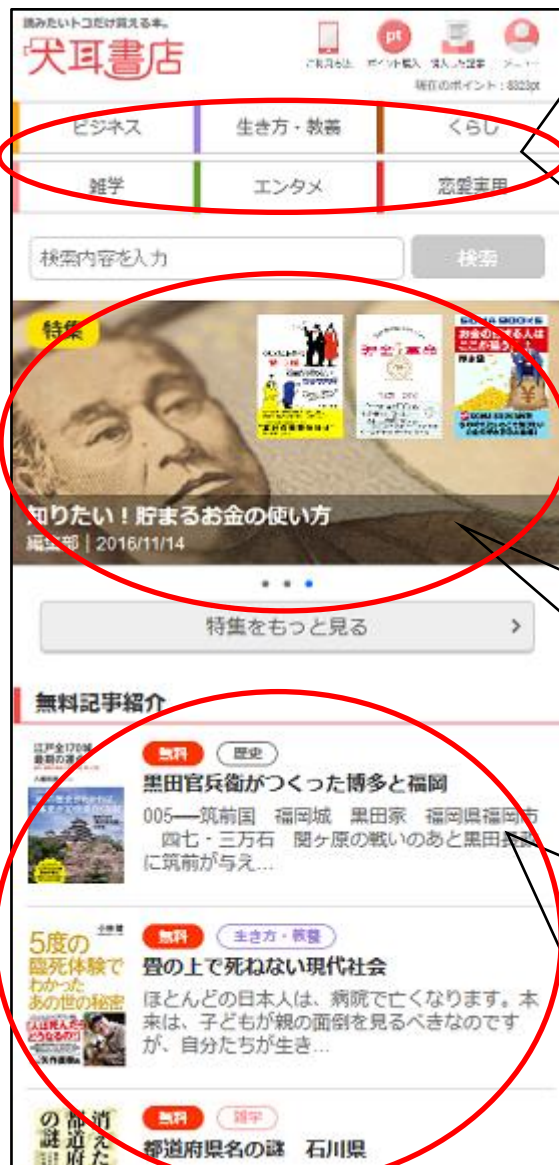 読みたいトコだけ買える本。
犬耳書店
pt
ご利用方法
ポイント購入
購入した記事
メニュー
現在のポイント：8323pt
ビジネス
生き方・教養
くらし
雑学
エンタメ
恋愛実用
検索内容を入力
検索
特集
知りたい！貯まるお金の使い方
編集部｜2016/11/14
特集をもっと見る
無料記事紹介
無料
歴史
黒田官兵衛がつくった博多と福岡
005──筑前国　福岡城　黒田家　福岡県福岡市
四七・三万石　関ヶ原の戦いのあと黒田長政
に筑前が与え...
5度の
臨死体験で
わかった
あの世の秘密
無料
生き方・教養
畳の上で死ねない現代社会
ほとんどの日本人は、病院で亡くなります。本
来は、子どもが親の面倒を見るべきなのです
が、自分たちが生き...
消えた
都道府
の謎
無料
雑学
都道府県名の謎　石川県